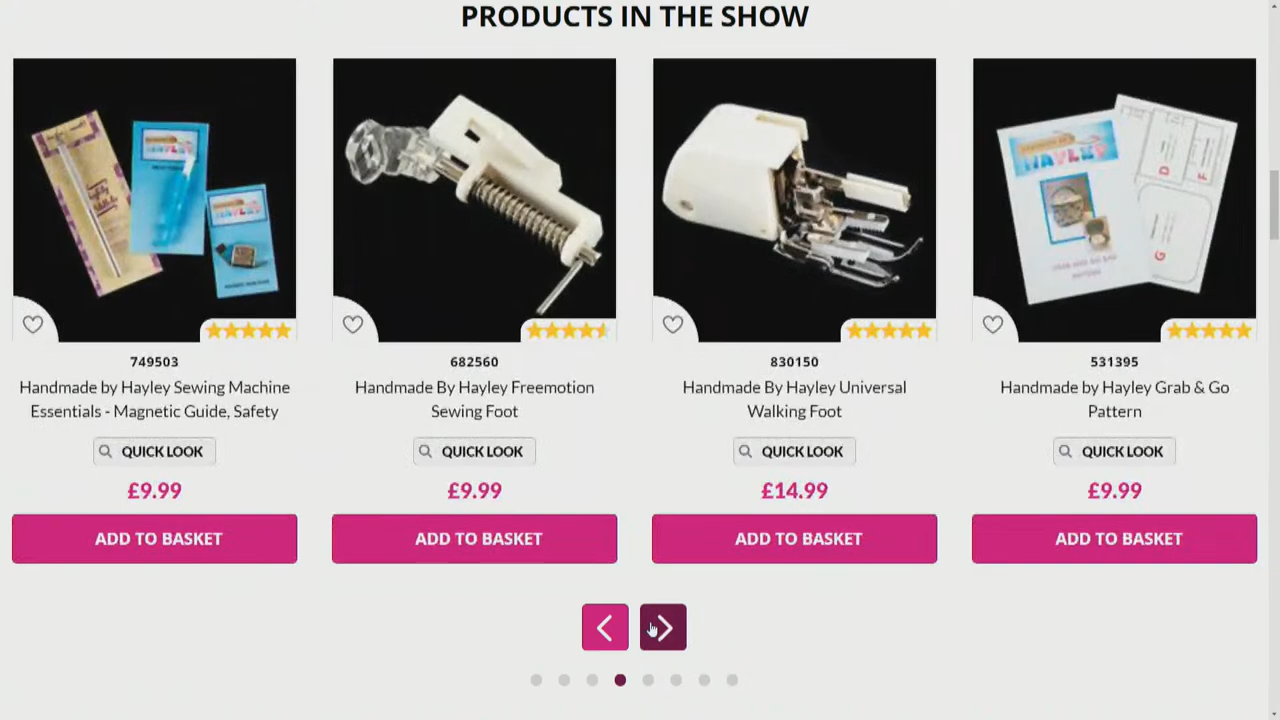 PRODUCTS IN THE SHOW
HAYLEY
D
F
G
749503
Handmade by Hayley Sewing Machine
Essentials - Magnetic Guide, Safety
QUICK LOOK
£9.99
ADD TO BASKET
682560
Handmade By Hayley Freemotion
Sewing Foot
QUICK LOOK
£9.99
ADD TO BASKET
830150
Handmade By Hayley Universal
Walking Foot
QUICK LOOK
£14.99
ADD TO BASKET
531395
Handmade by Hayley Grab & Go
Pattern
QUICK LOOK
£9.99
ADD TO BASKET